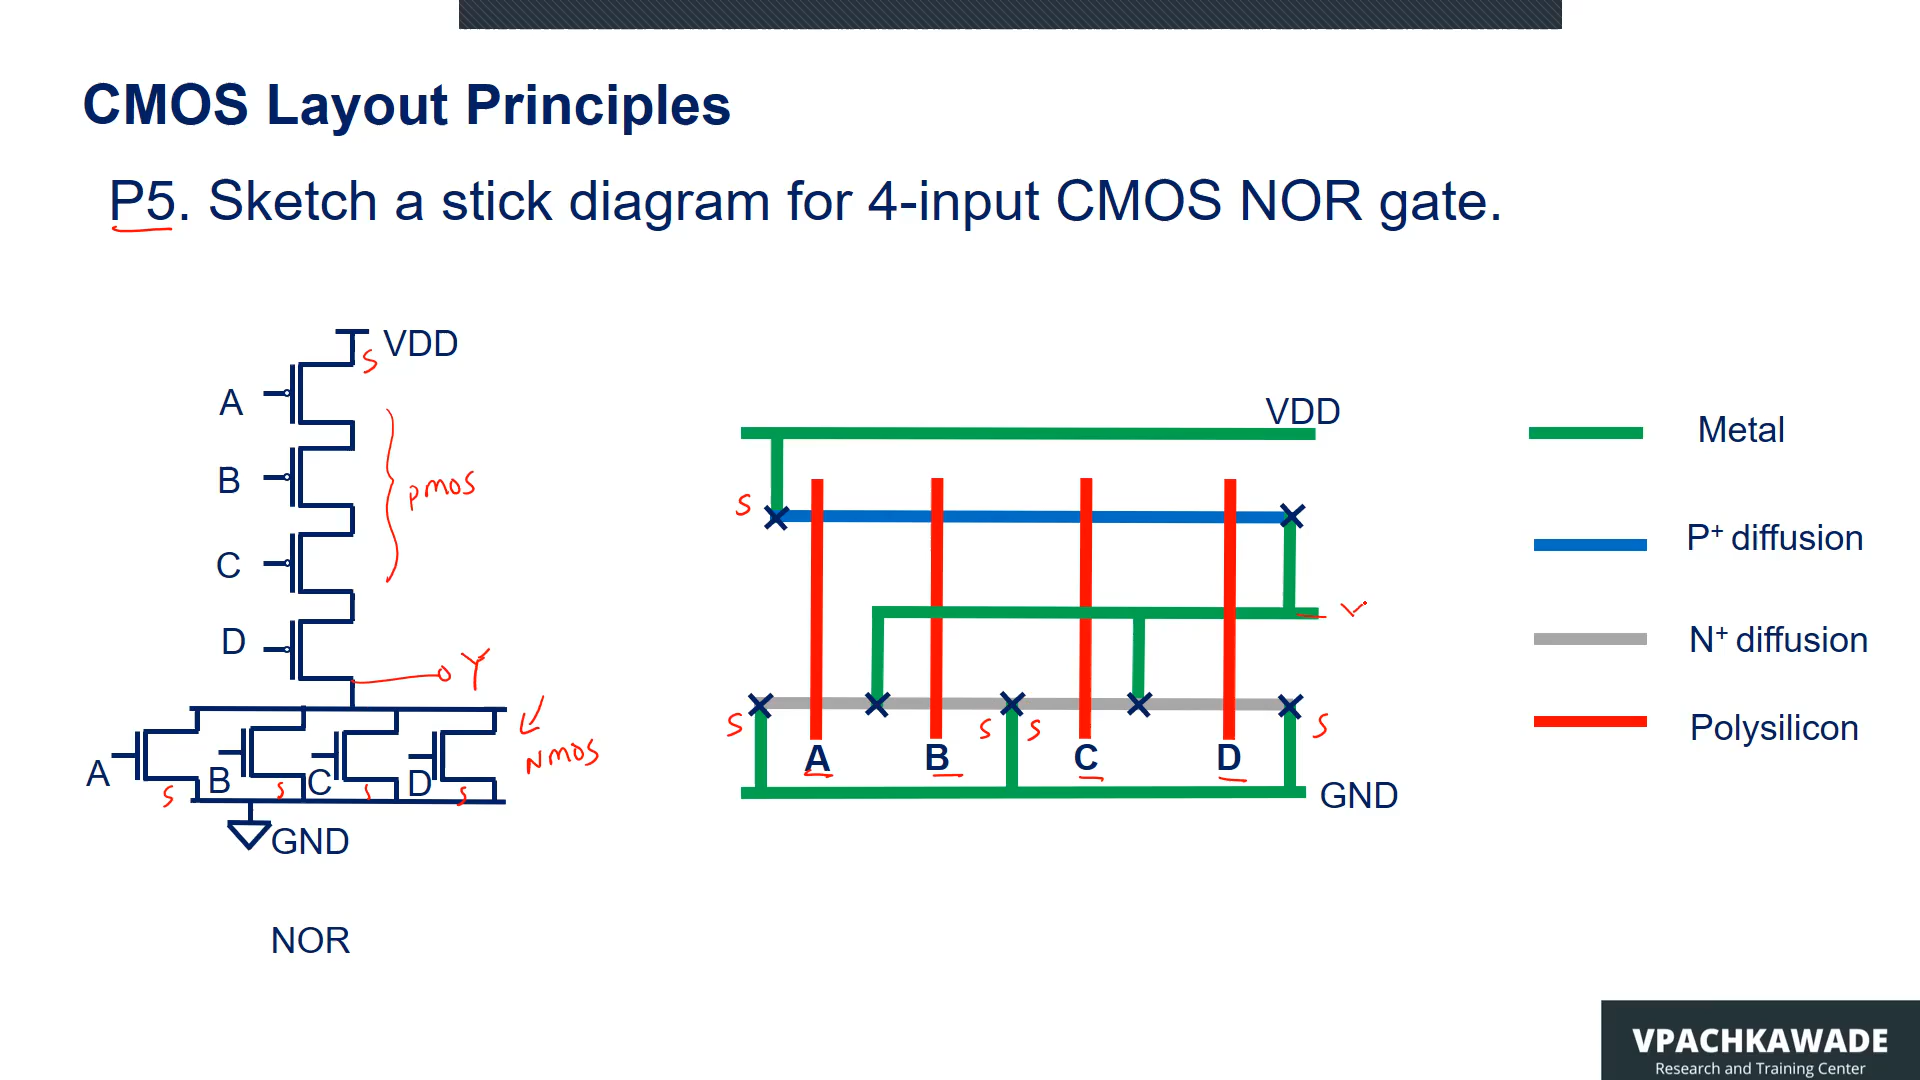 CMOS Layout Principles
P5. Sketch a stick diagram for 4-input CMOS NOR gate.
VDD
S
A
B
pmos
C
D
Y
A
B
C
D
S
S
S
S
Nmos
GND
NOR
VDD
S
Y
S
S
S
S
A
B
C
D
GND
Metal
P+ diffusion
N+ diffusion
Polysilicon
VPACHKAWADE
Research and Training Center